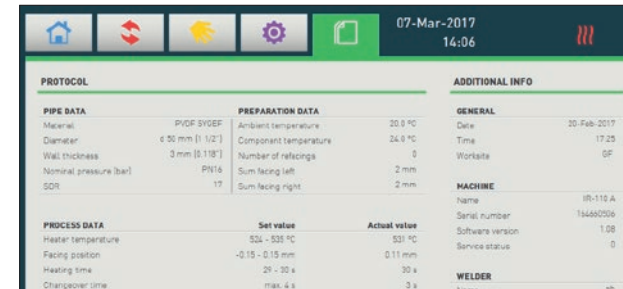 07-Mar-2017
14:06
PROTOCOL
PIPE DATA
Material PVDF SYGEF
Diameter d 50 mm [1 1/2"]
Wall thickness 3 mm [0.118"]
Nominal pressure [bar] PN16
SDR 17
PREPARATION DATA
Ambient temperature 20.0 ºC
Component temperature 24.0 ºC
Number of refacings 0
Sum facing left 2 mm
Sum facing right 2 mm
PROCESS DATA Set value Actual value
Heater temperature 524 - 535 ºC 531 ºC
Facing position -0.15 - 0.15 mm 0.11 mm
Heating time 29 - 30 s 30 s
Changeover time max. 4 s 3 s
ADDITIONAL INFO
GENERAL
Date 20-Feb-2017
Time 17:25
Worksite GF
MACHINE
Name IR-110 A
Serial number 164660506
Software version 1.08
Service status 0
WELDER